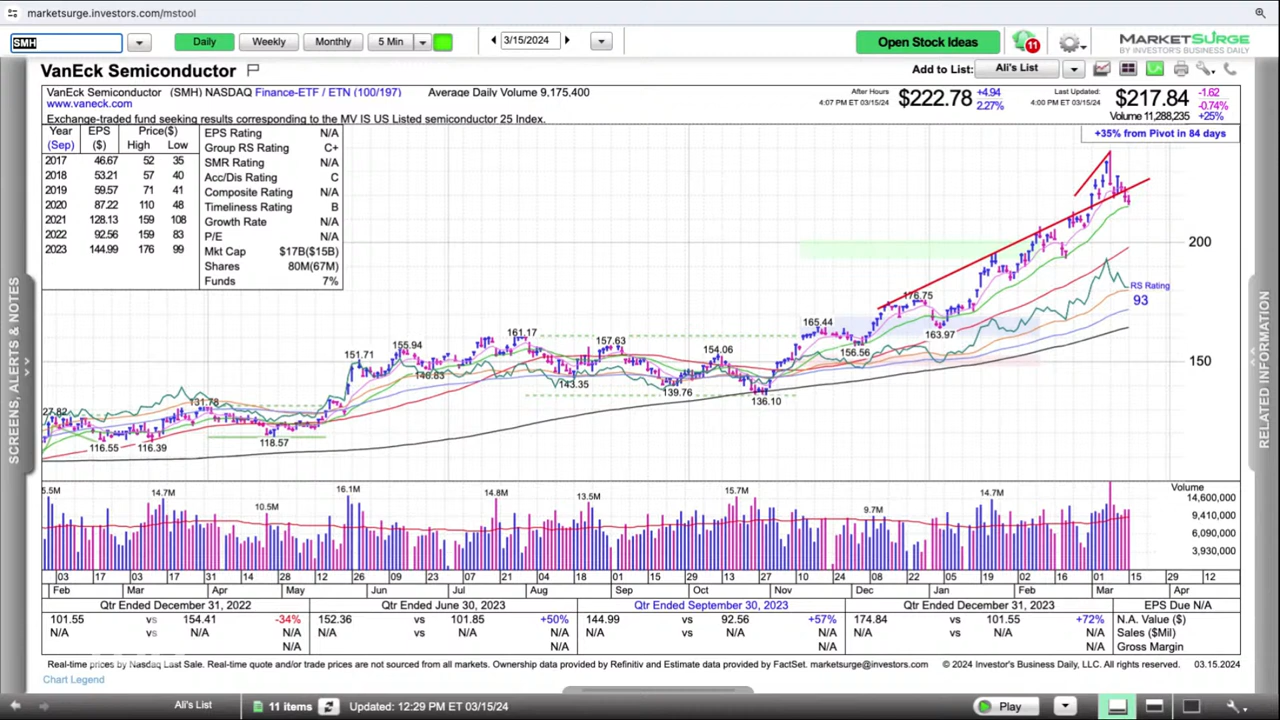 marketsurge.investors.com/mstool
SMH
Daily
Weekly
Monthly
5 Min
3/15/2024
Open Stock Ideas
11
MARKETSURGE
BY INVESTOR'S BUSINESS DAILY
VanEck Semiconductor
Add to List:
Ali's List
VanEck Semiconductor (SMH) NASDAQ Finance-ETF / ETN (100/197) Average Daily Volume 9,175,400
www.vaneck.com
Exchange-traded fund seeking results corresponding to the MV IS US Listed semiconductor 25 Index.
After Hours
4:07 PM ET 03/15/24
$222.78
+4.94
2.27%
Last Updated:
4:00 PM ET 03/15/24
$217.84
-1.62
-0.74%
Volume 11,288,235
+25%
+35% from Pivot in 84 days
Year EPS Price($)
(Sep) ($) High Low
2017 46.67 52 35
2018 53.21 57 40
2019 59.57 71 41
2020 87.22 110 48
2021 128.13 159 108
2022 92.56 159 83
2023 144.99 176 99
EPS Rating N/A
Group RS Rating C+
SMR Rating N/A
Acc/Dis Rating C
Composite Rating N/A
Timeliness Rating B
Growth Rate N/A
P/E N/A
Mkt Cap $17B($15B)
Shares 80M(67M)
Funds 7%
200
150
RS Rating
93
27.82
116.55
116.39
131.78
118.57
151.71
155.94
146.83
161.17
143.35
157.63
139.76
154.06
136.10
165.44
156.56
176.75
163.97
Volume
14,600,000
9,410,000
6,090,000
3,930,000
5.5M
14.7M
10.5M
16.1M
14.8M
13.5M
15.7M
9.7M
14.7M
03 17 03 17 31 14 28 12 26 09 23 07 21 04 18 01 15 29 13 27 10 24 08 22 05 19 02 16 01 15 29 12
Feb Mar Apr May Jun Jul Aug Sep Oct Nov Dec Jan Feb Mar Apr
Qtr Ended December 31, 2022 Qtr Ended June 30, 2023 Qtr Ended September 30, 2023 Qtr Ended December 31, 2023 EPS Due N/A
101.55 vs 154.41 -34% 152.36 vs 101.85 +50% 144.99 vs 92.56 +57% 174.84 vs 101.55 +72% N.A. Value ($)
N/A vs N/A N/A N/A vs N/A N/A N/A vs N/A N/A N/A vs N/A N/A Sales ($Mil)
N/A N/A N/A N/A Gross Margin
Real-time prices by Nasdaq Last Sale. Real-time quote and/or trade prices are not sourced from all markets. Ownership data provided by Refinitiv and Estimate data provided by FactSet. marketsurge@investors.com © 2024 Investor's Business Daily, LLC. All rights reserved. 03.15.2024
Chart Legend
SCREENS, ALERTS & NOTES
RELATED INFORMATION
Ali's List
11 items
Updated: 12:29 PM ET 03/15/24
Play